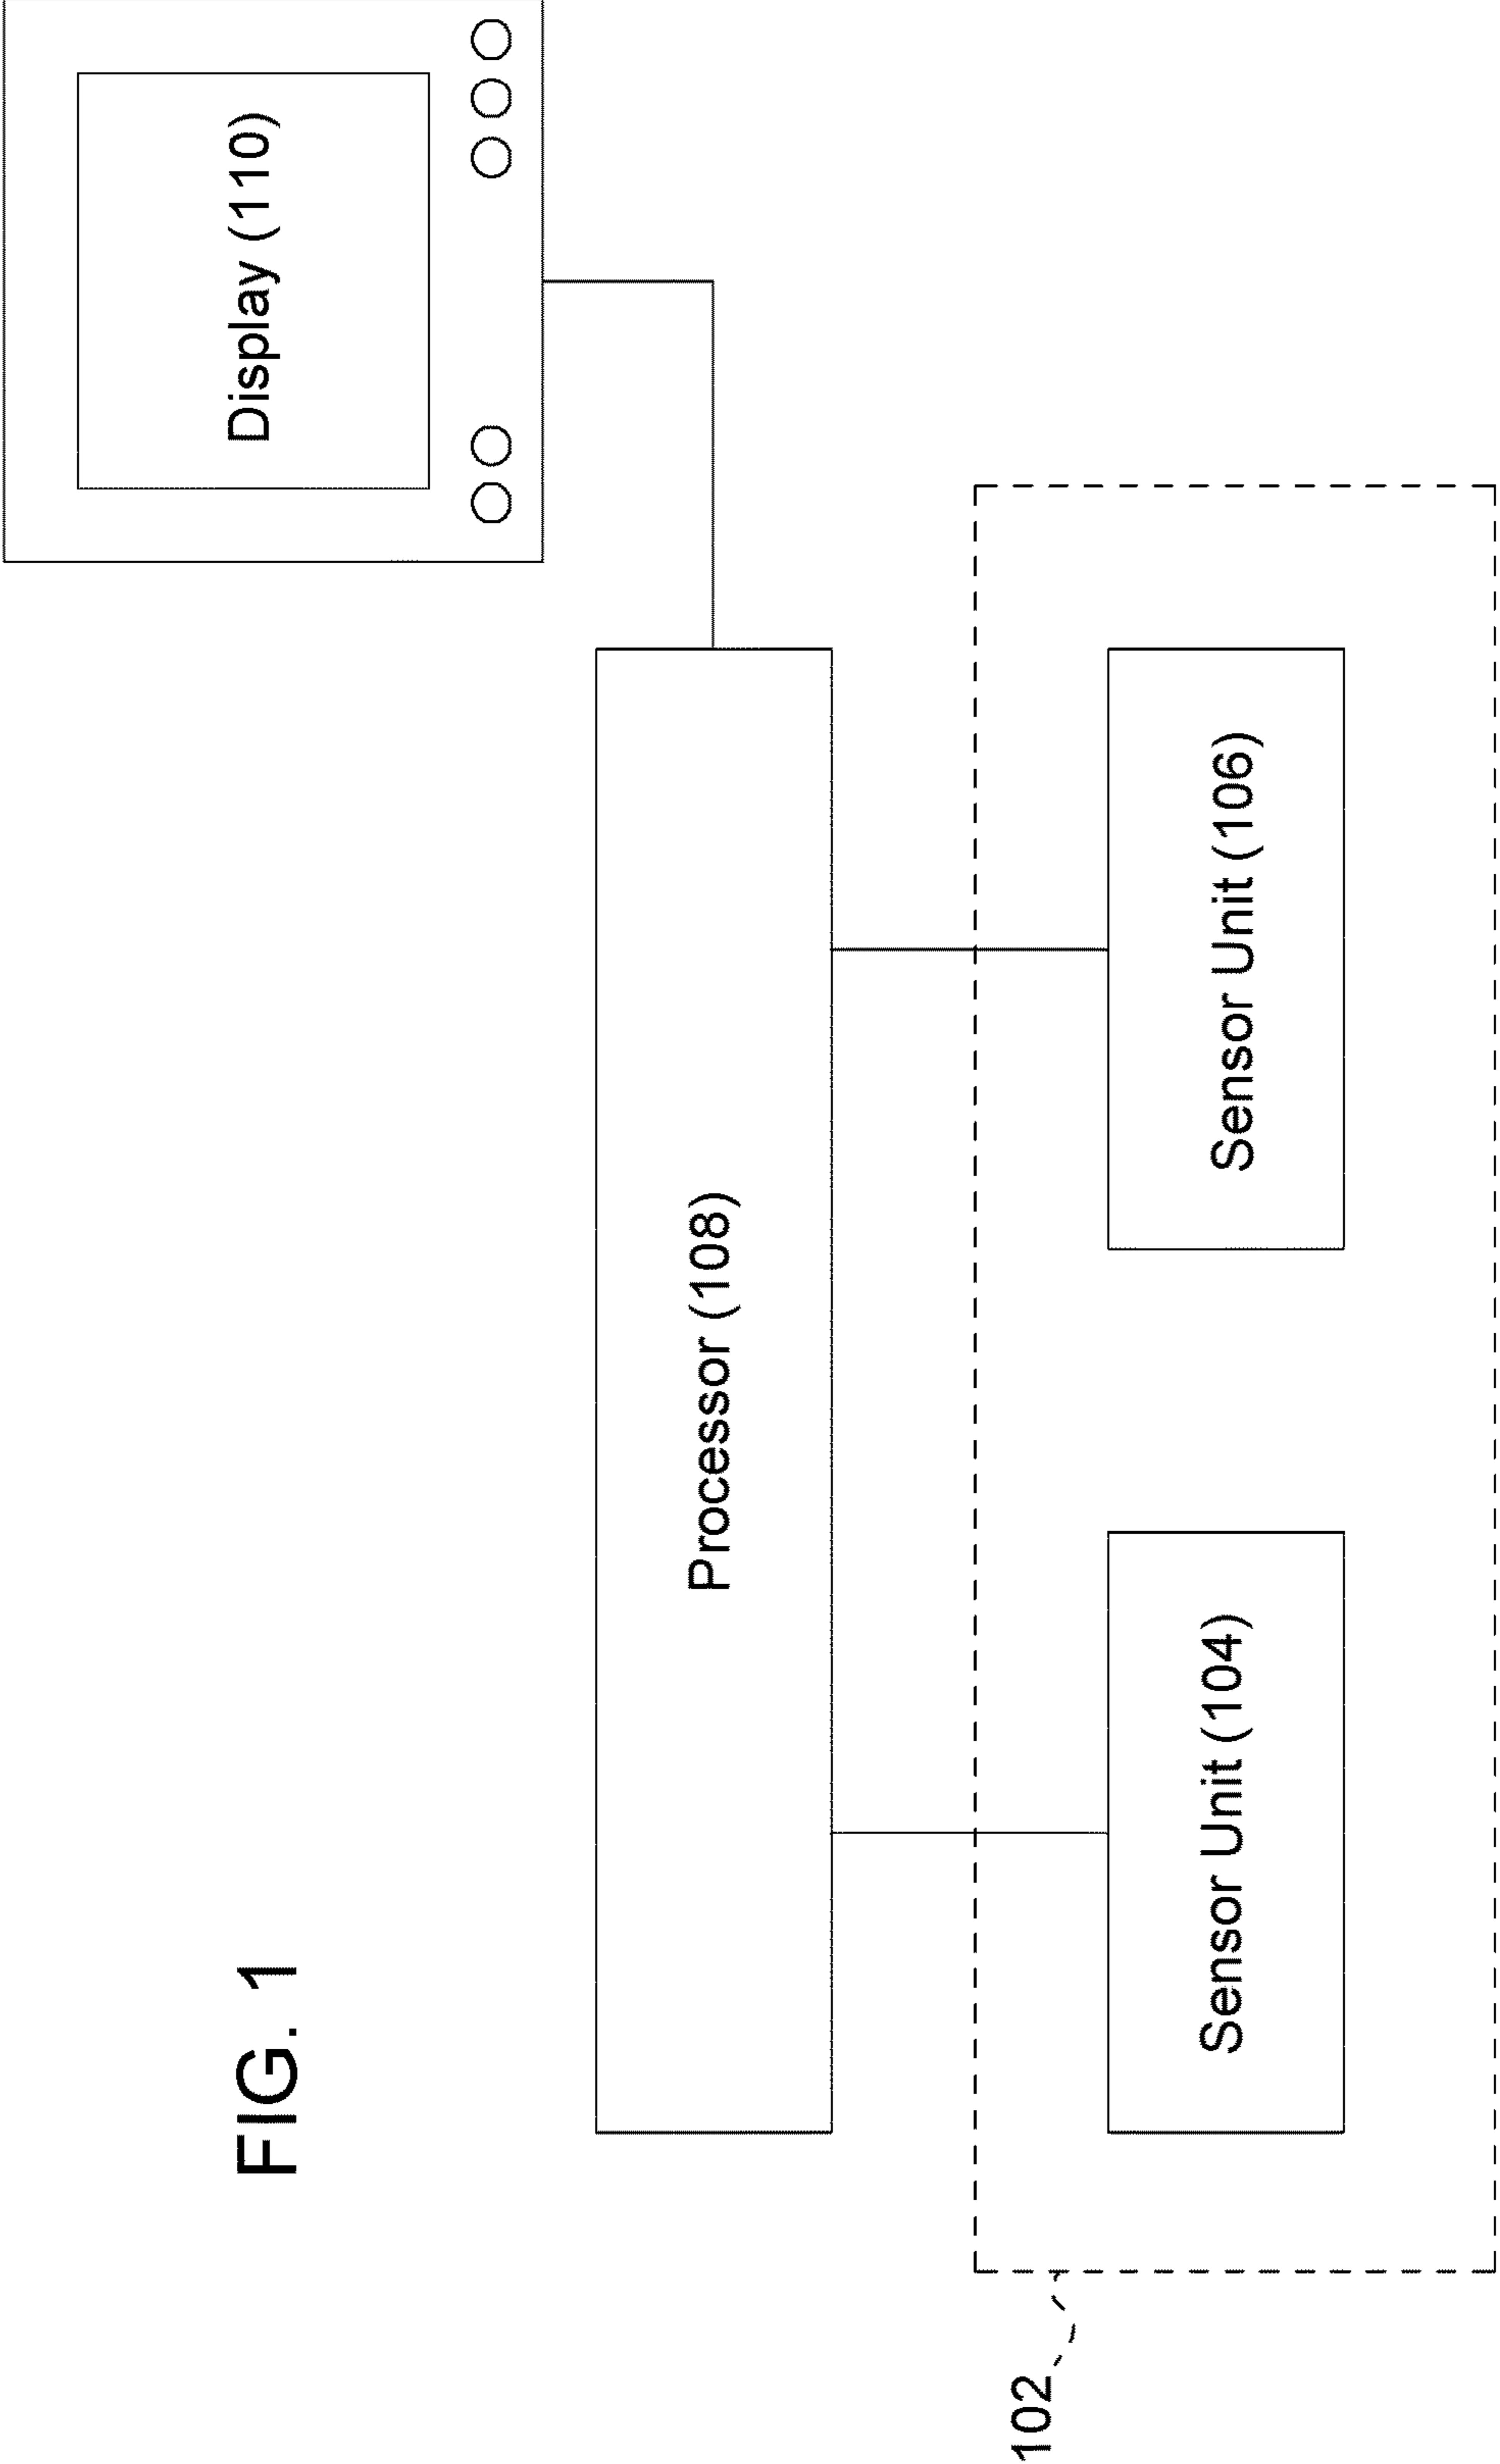 FIG. 1
Display (110)
Processor (108)
Sensor Unit (104)
Sensor Unit (106)
102